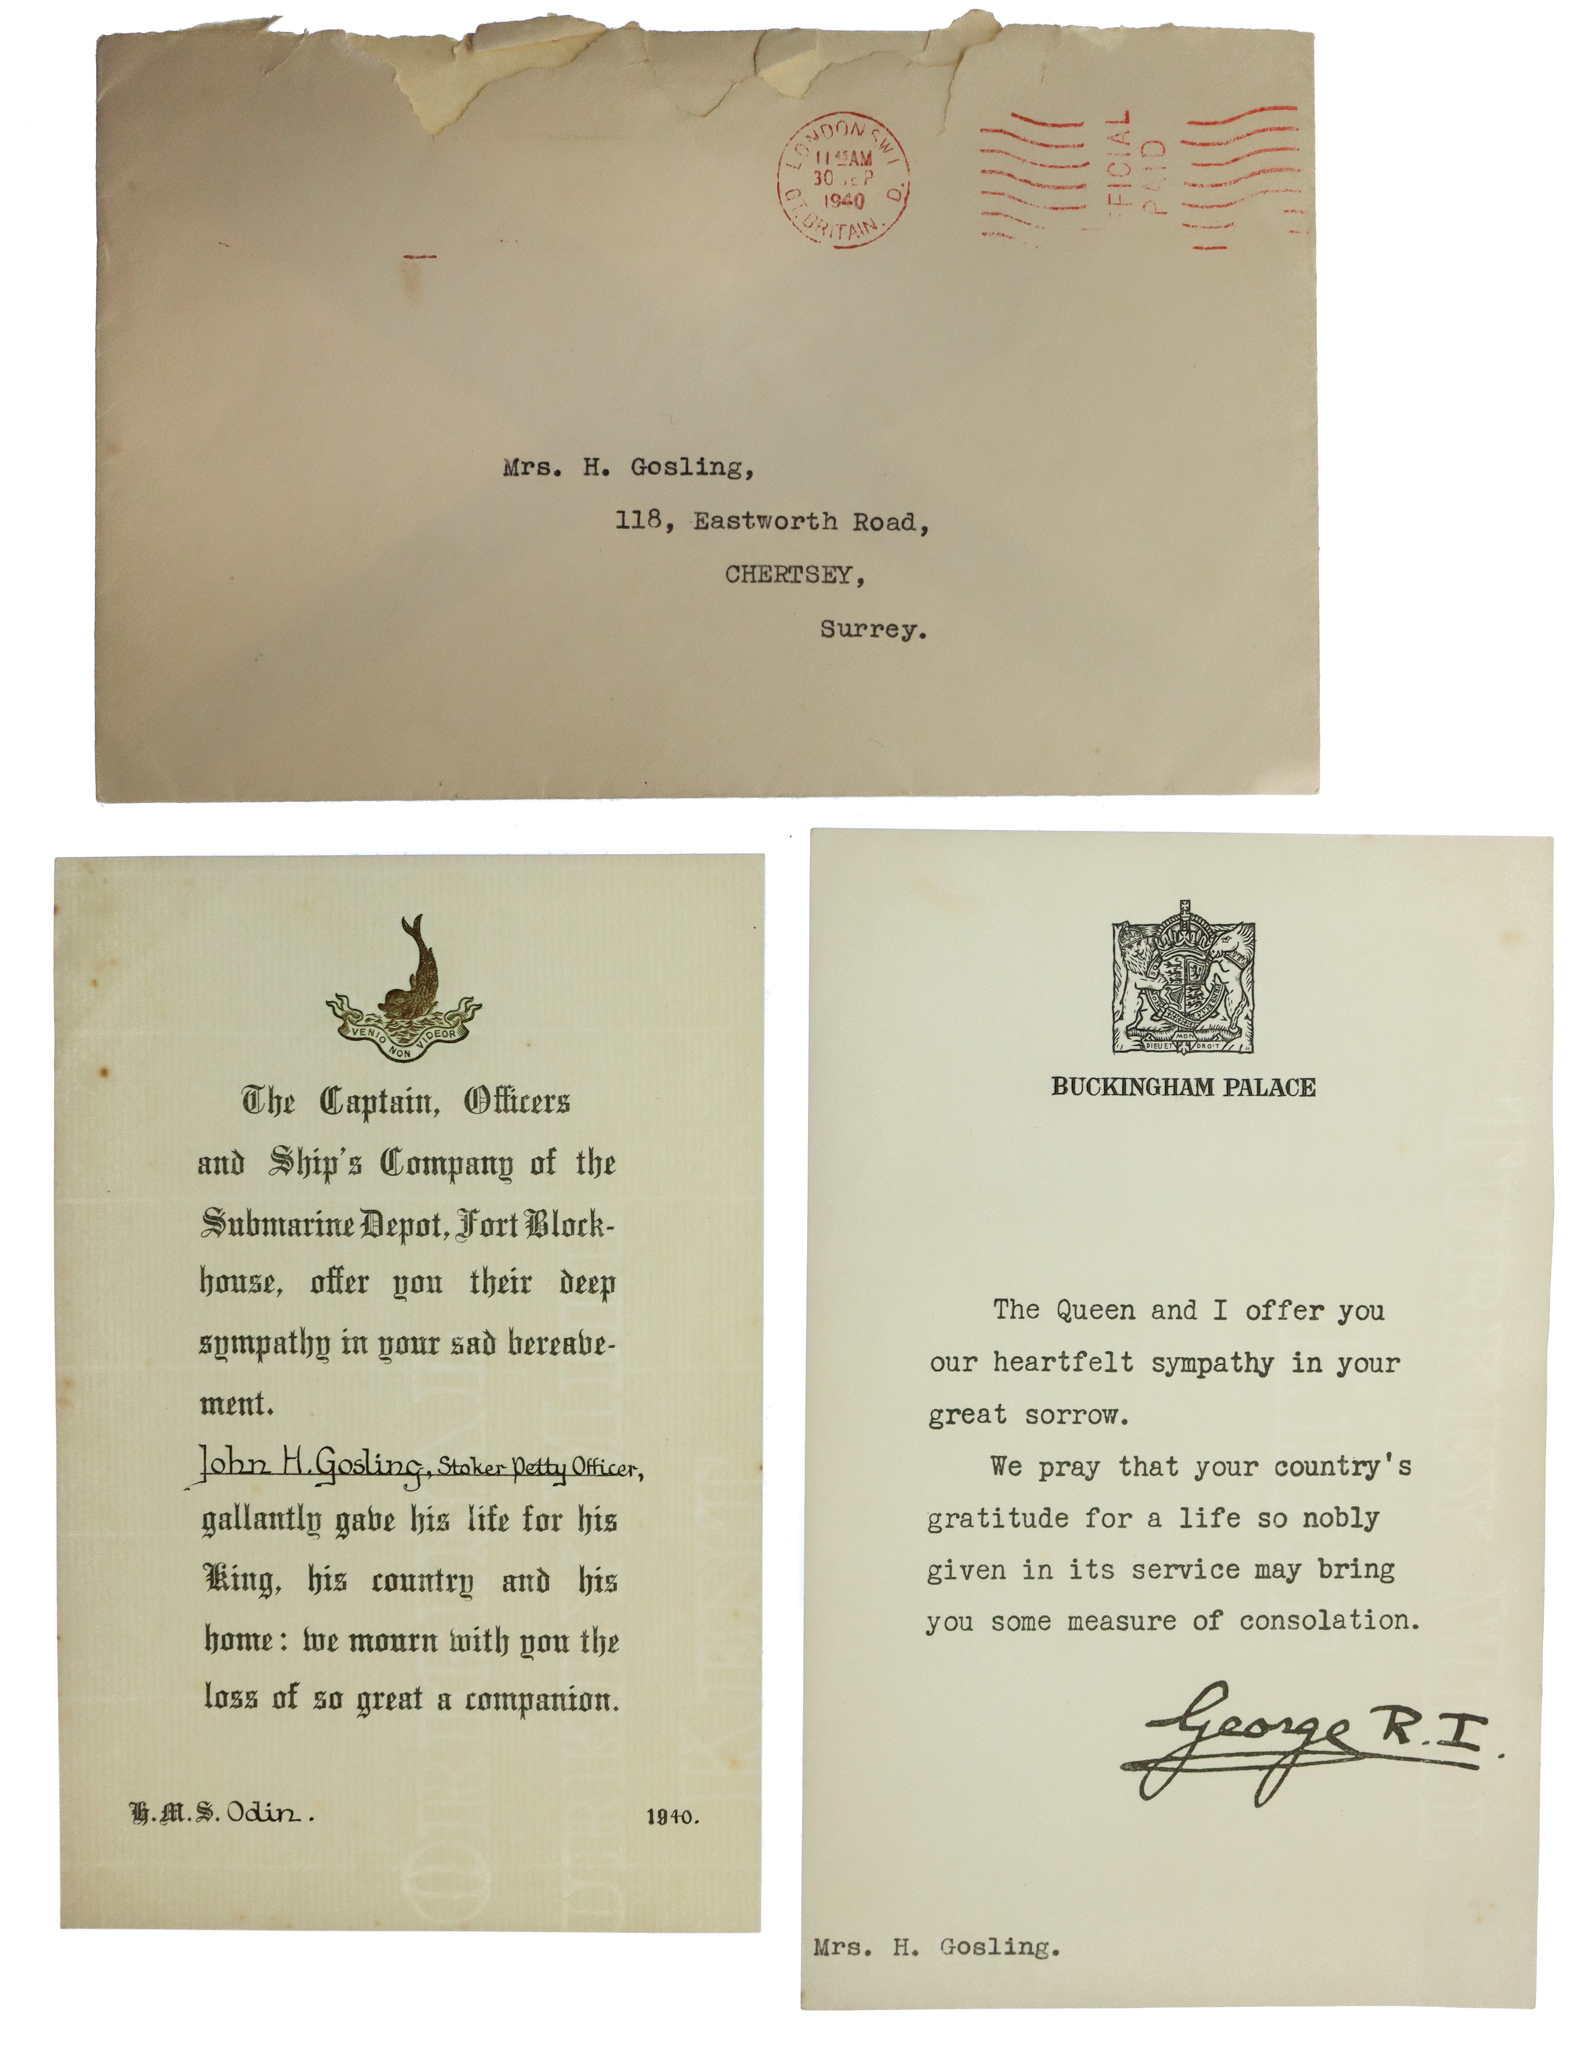 LONDON SW1
11 45 AM
30 SEP
1940
GT. BRITAIN. D.
OFFICIAL
PAID
Mrs. H. Gosling,
118, Eastworth Road,
CHERTSEY,
Surrey.
VENIO NON VIDEOR
The Captain, Officers
and Ship's Company of the
Submarine Depot, Fort Block-
house, offer you their deep
sympathy in your sad bereave-
ment.
John H. Gosling, Stoker Petty Officer,
gallantly gave his life for his
King, his country and his
home: we mourn with you the
loss of so great a companion.
H.M.S. Odin.
1940.
DIEU ET MON DROIT
BUCKINGHAM PALACE
The Queen and I offer you
our heartfelt sympathy in your
great sorrow.
We pray that your country's
gratitude for a life so nobly
given in its service may bring
you some measure of consolation.
George R.I.
Mrs. H. Gosling.